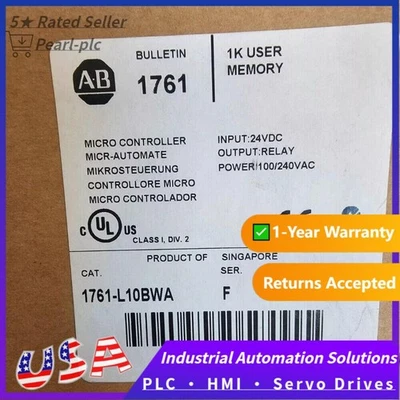 5★ Rated Seller
Pearl-plc
AB
BULLETIN
1761
1K USER
MEMORY
MICRO CONTROLLER
MICR-AUTOMATE
MIKROSTEUERUNG
CONTROLLORE MICRO
MICRO CONTROLADOR
INPUT:24VDC
OUTPUT:RELAY
POWER/100/240VAC
C UL US
CLASS I, DIV. 2
✅1-Year Warranty
PRODUCT OF SINGAPORE
CAT. SER.
1761-L10BWA F
Returns Accepted
USA
Industrial Automation Solutions
PLC • HMI • Servo Drives